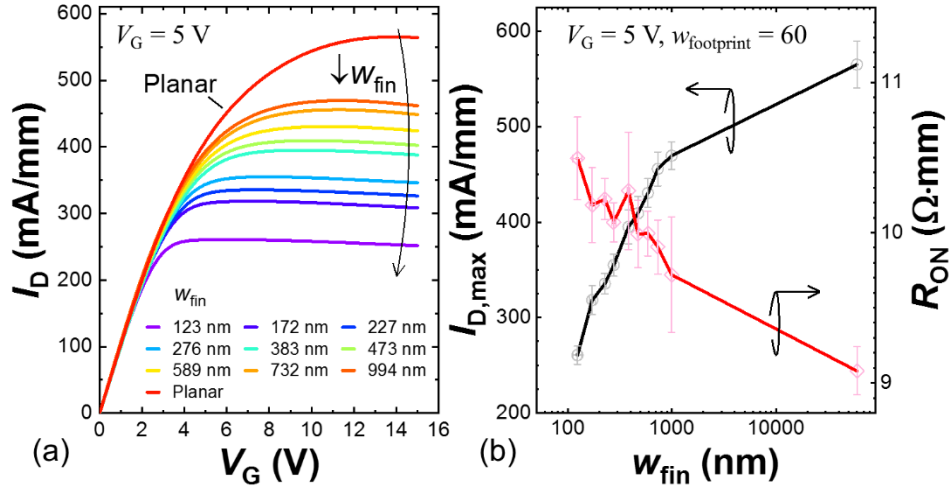 600
500
400
300
200
100
0
I_D (mA/mm)
V_G = 5 V
Planar
↓ w_fin
w_fin
123 nm 172 nm 227 nm
276 nm 383 nm 473 nm
589 nm 732 nm 994 nm
Planar
0 2 4 6 8 10 12 14 16
(a) V_G (V)
600
500
400
300
200
I_D,max (mA/mm)
V_G = 5 V, w_footprint = 60
11
10
9
R_ON (Ω·mm)
100 1000 10000
(b) w_fin (nm)